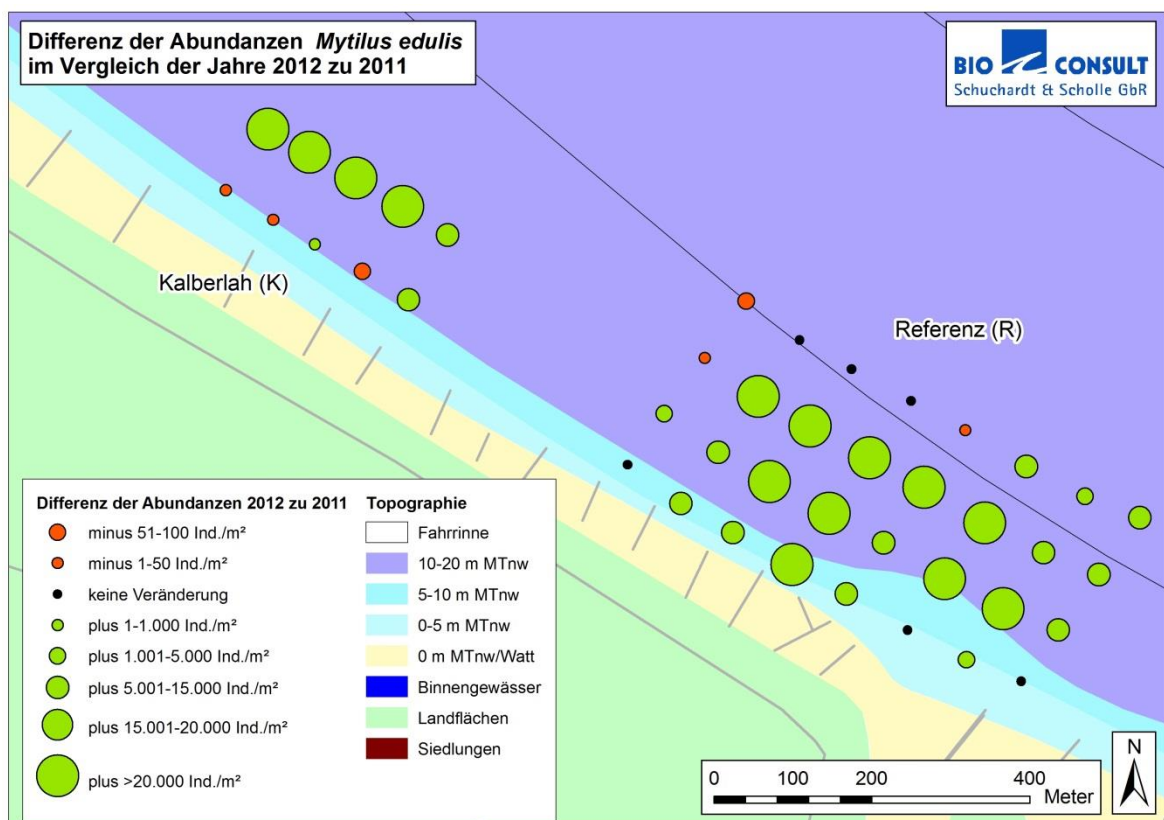 Differenz der Abundanzen Mytilus edulis
im Vergleich der Jahre 2012 zu 2011
BIO CONSULT
Schuchardt & Scholle GbR
Kalberlah (K)
Referenz (R)
Differenz der Abundanzen 2012 zu 2011
minus 51-100 Ind./m²
minus 1-50 Ind./m²
keine Veränderung
plus 1-1.000 Ind./m²
plus 1.001-5.000 Ind./m²
plus 5.001-15.000 Ind./m²
plus 15.001-20.000 Ind./m²
plus >20.000 Ind./m²
Topographie
Fahrrinne
10-20 m MTnw
5-10 m MTnw
0-5 m MTnw
0 m MTnw/Watt
Binnengewässer
Landflächen
Siedlungen
0 100 200 400
Meter
N